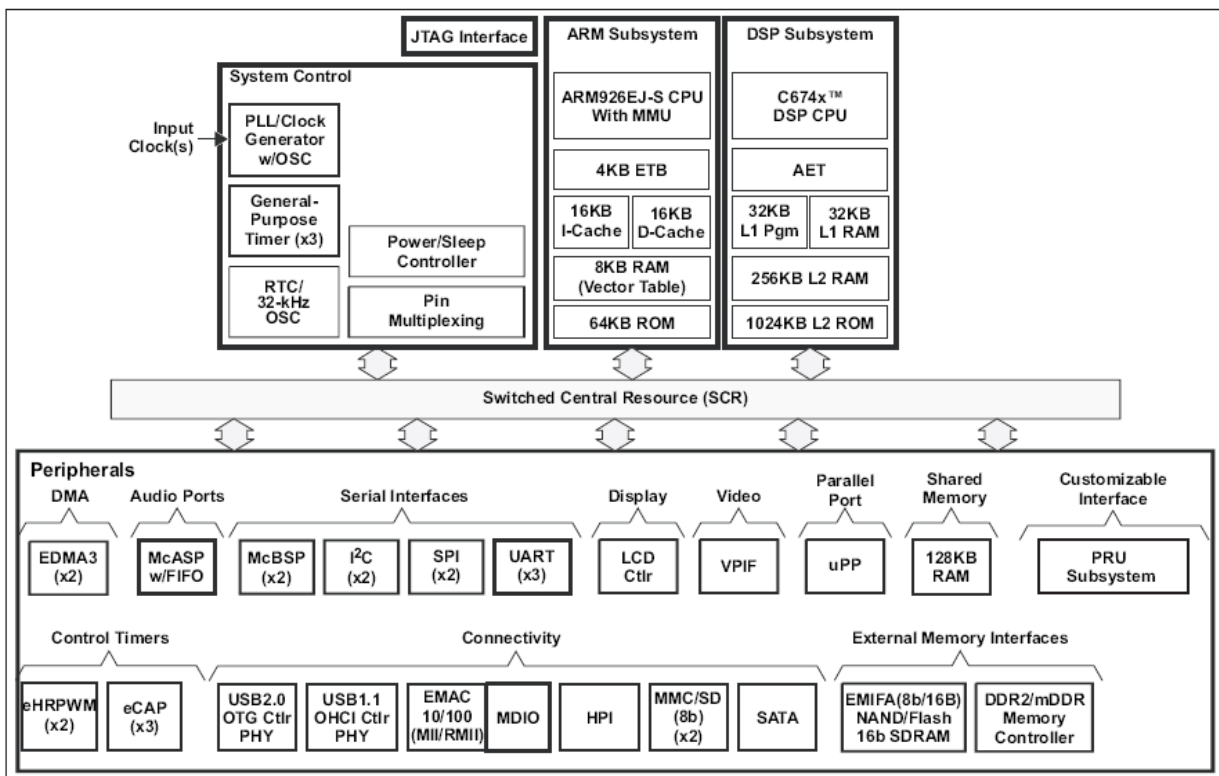 JTAG Interface
ARM Subsystem
DSP Subsystem
System Control
Input
Clock(s)
PLL/Clock
Generator
w/OSC
General-
Purpose
Timer (x3)
RTC/
32-kHz
OSC
Power/Sleep
Controller
Pin
Multiplexing
ARM926EJ-S CPU
With MMU
4KB ETB
16KB
I-Cache
16KB
D-Cache
8KB RAM
(Vector Table)
64KB ROM
C674x™
DSP CPU
AET
32KB
L1 Pgm
32KB
L1 RAM
256KB L2 RAM
1024KB L2 ROM
Switched Central Resource (SCR)
Peripherals
DMA
EDMA3
(x2)
Audio Ports
McASP
w/FIFO
Serial Interfaces
McBSP
(x2)
I²C
(x2)
SPI
(x2)
UART
(x3)
Display
LCD
Ctlr
Video
VPIF
Parallel
Port
uPP
Shared
Memory
128KB
RAM
Customizable
Interface
PRU
Subsystem
Control Timers
eHRPWM
(x2)
eCAP
(x3)
Connectivity
USB2.0
OTG Ctlr
PHY
USB1.1
OHCI Ctlr
PHY
EMAC
10/100
(MII/RMII)
MDIO
HPI
MMC/SD
(8b)
(x2)
SATA
External Memory Interfaces
EMIFA(8b/16B)
NAND/Flash
16b SDRAM
DDR2/mDDR
Memory
Controller